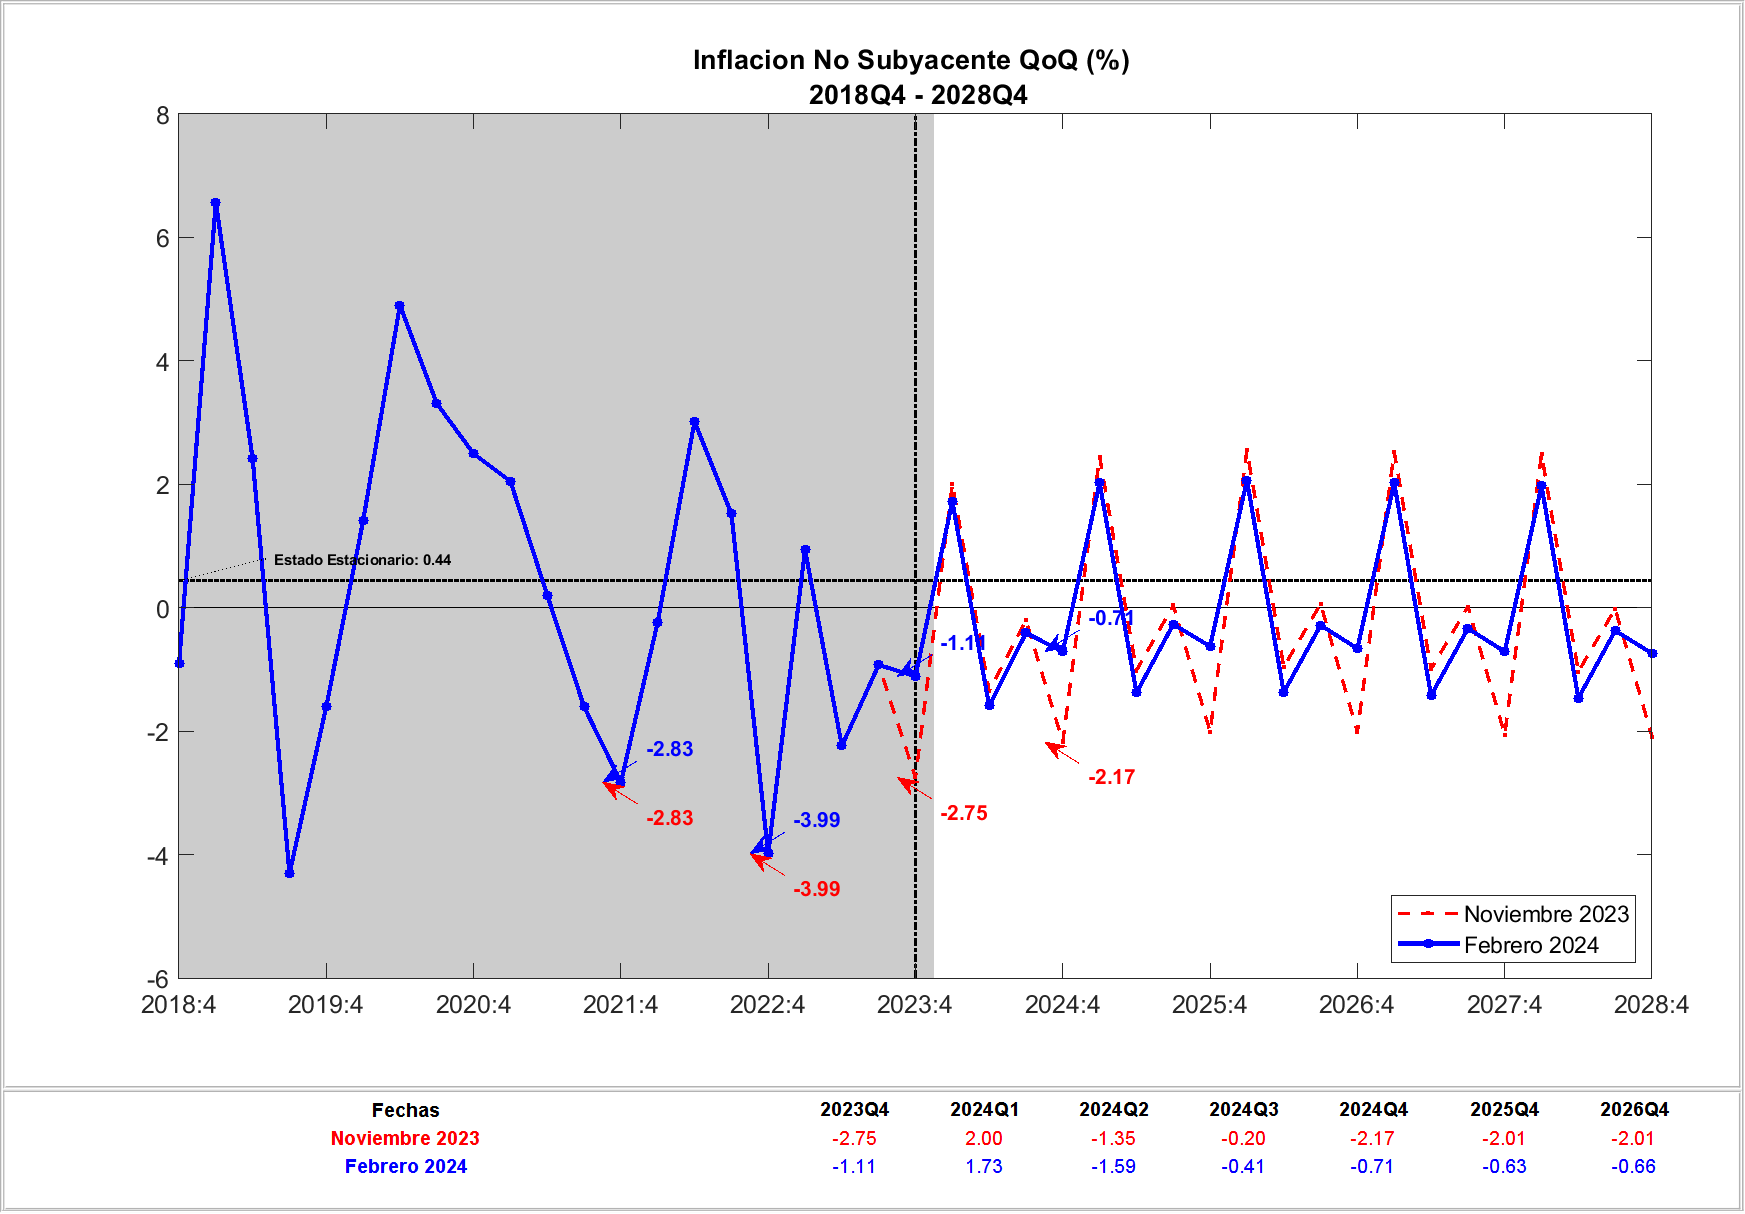 Inflacion No Subyacente QoQ (%)
2018Q4 - 2028Q4
8
6
4
2
0
-2
-4
-6
Estado Estacionario: 0.44
-2.83
-2.83
-3.99
-3.99
-1.11
-2.75
-0.71
-2.17
Noviembre 2023
Febrero 2024
2018:4 2019:4 2020:4 2021:4 2022:4 2023:4 2024:4 2025:4 2026:4 2027:4 2028:4
Fechas 2023Q4 2024Q1 2024Q2 2024Q3 2024Q4 2025Q4 2026Q4
Noviembre 2023 -2.75 2.00 -1.35 -0.20 -2.17 -2.01 -2.01
Febrero 2024 -1.11 1.73 -1.59 -0.41 -0.71 -0.63 -0.66